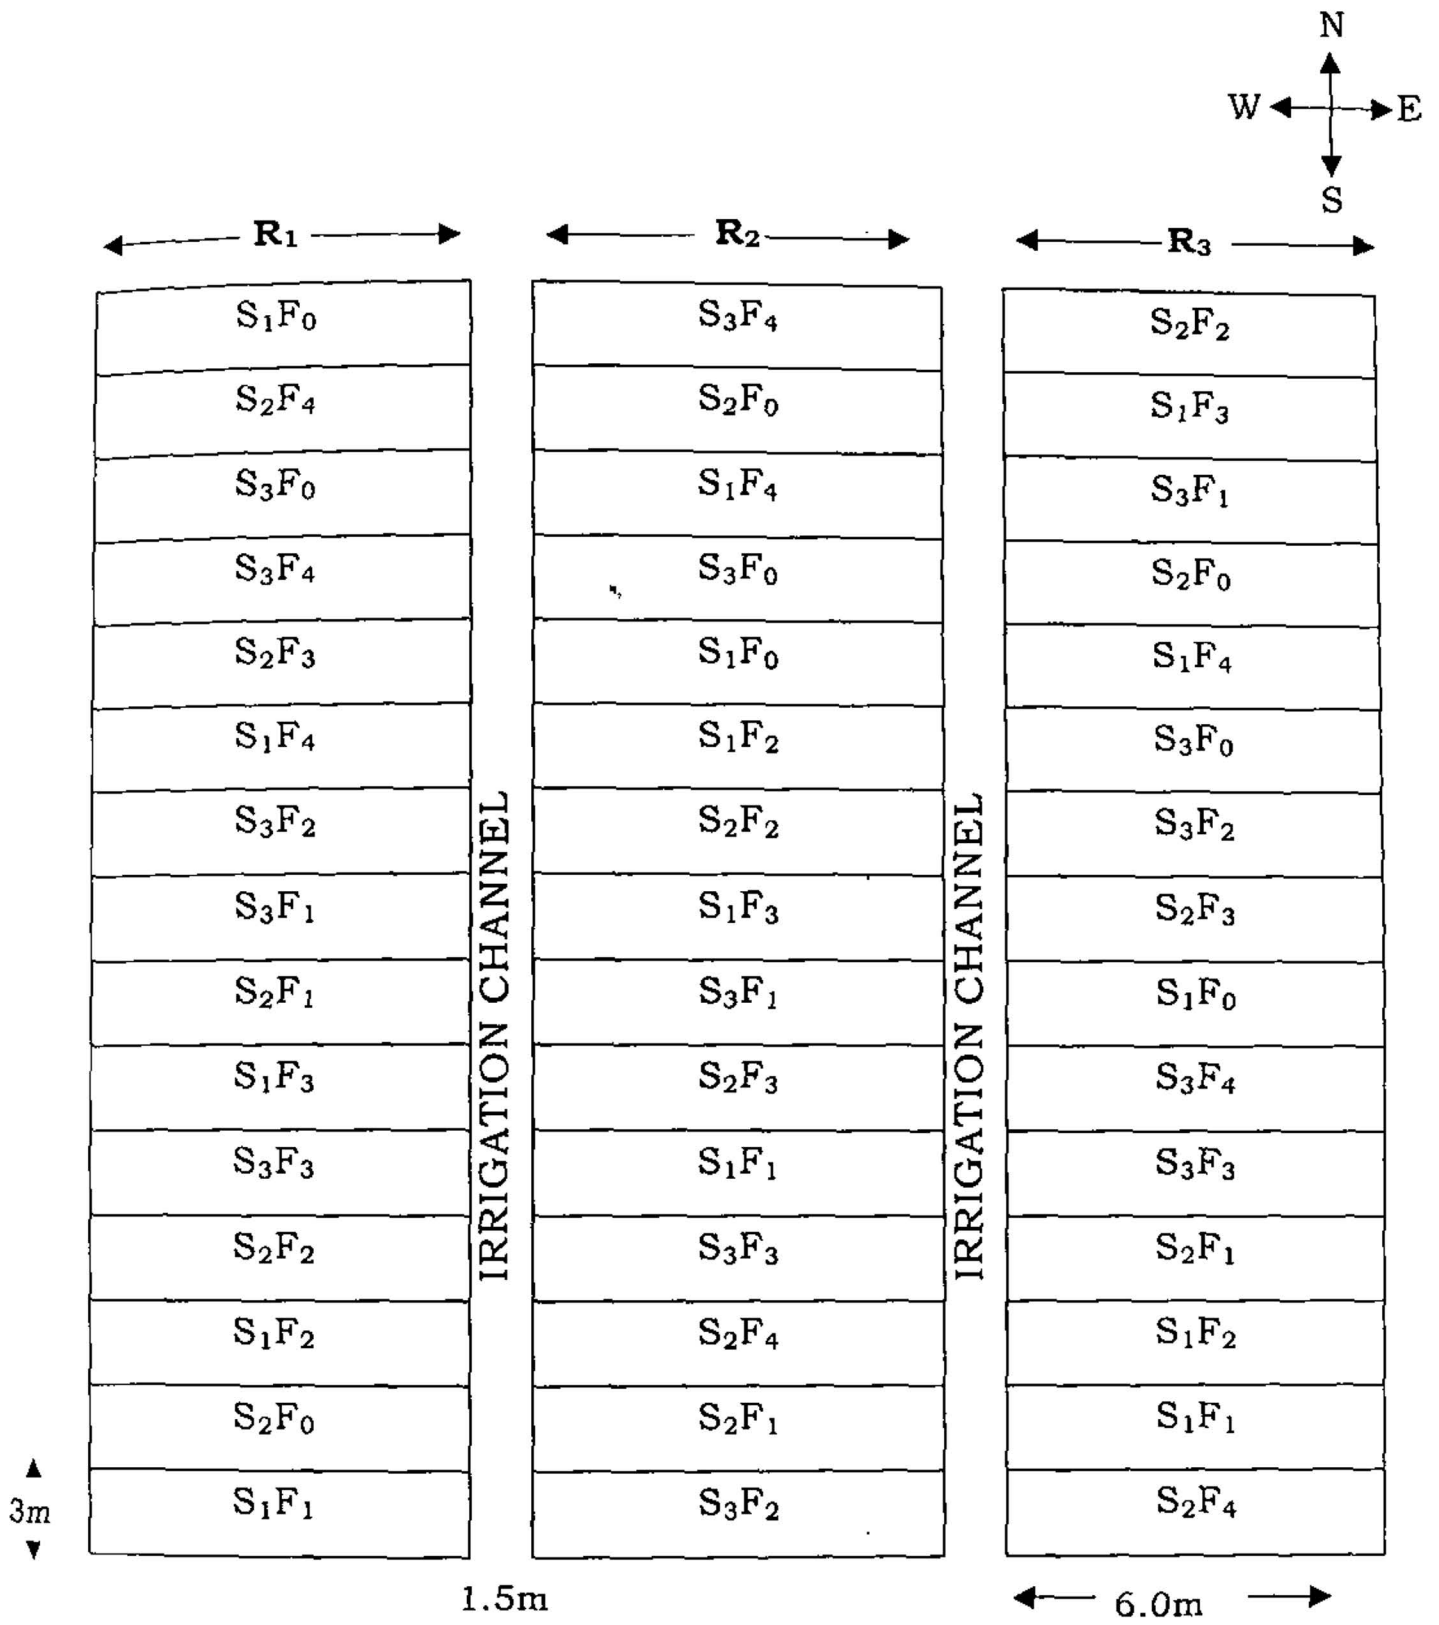 N
W E
S
R₁ R₂ R₃
S₁F₀ S₃F₄ S₂F₂
S₂F₄ S₂F₀ S₁F₃
S₃F₀ S₁F₄ S₃F₁
S₃F₄ S₃F₀ S₂F₀
S₂F₃ S₁F₀ S₁F₄
S₁F₄ S₁F₂ S₃F₀
S₃F₂ S₂F₂ S₃F₂
S₃F₁ S₁F₃ S₂F₃
S₂F₁ S₃F₁ S₁F₀
S₁F₃ S₂F₃ S₃F₄
S₃F₃ S₁F₁ S₃F₃
S₂F₂ S₃F₃ S₂F₁
S₁F₂ S₂F₄ S₁F₂
S₂F₀ S₂F₁ S₁F₁
S₁F₁ S₃F₂ S₂F₄
IRRIGATION CHANNEL
IRRIGATION CHANNEL
3m
1.5m 6.0m